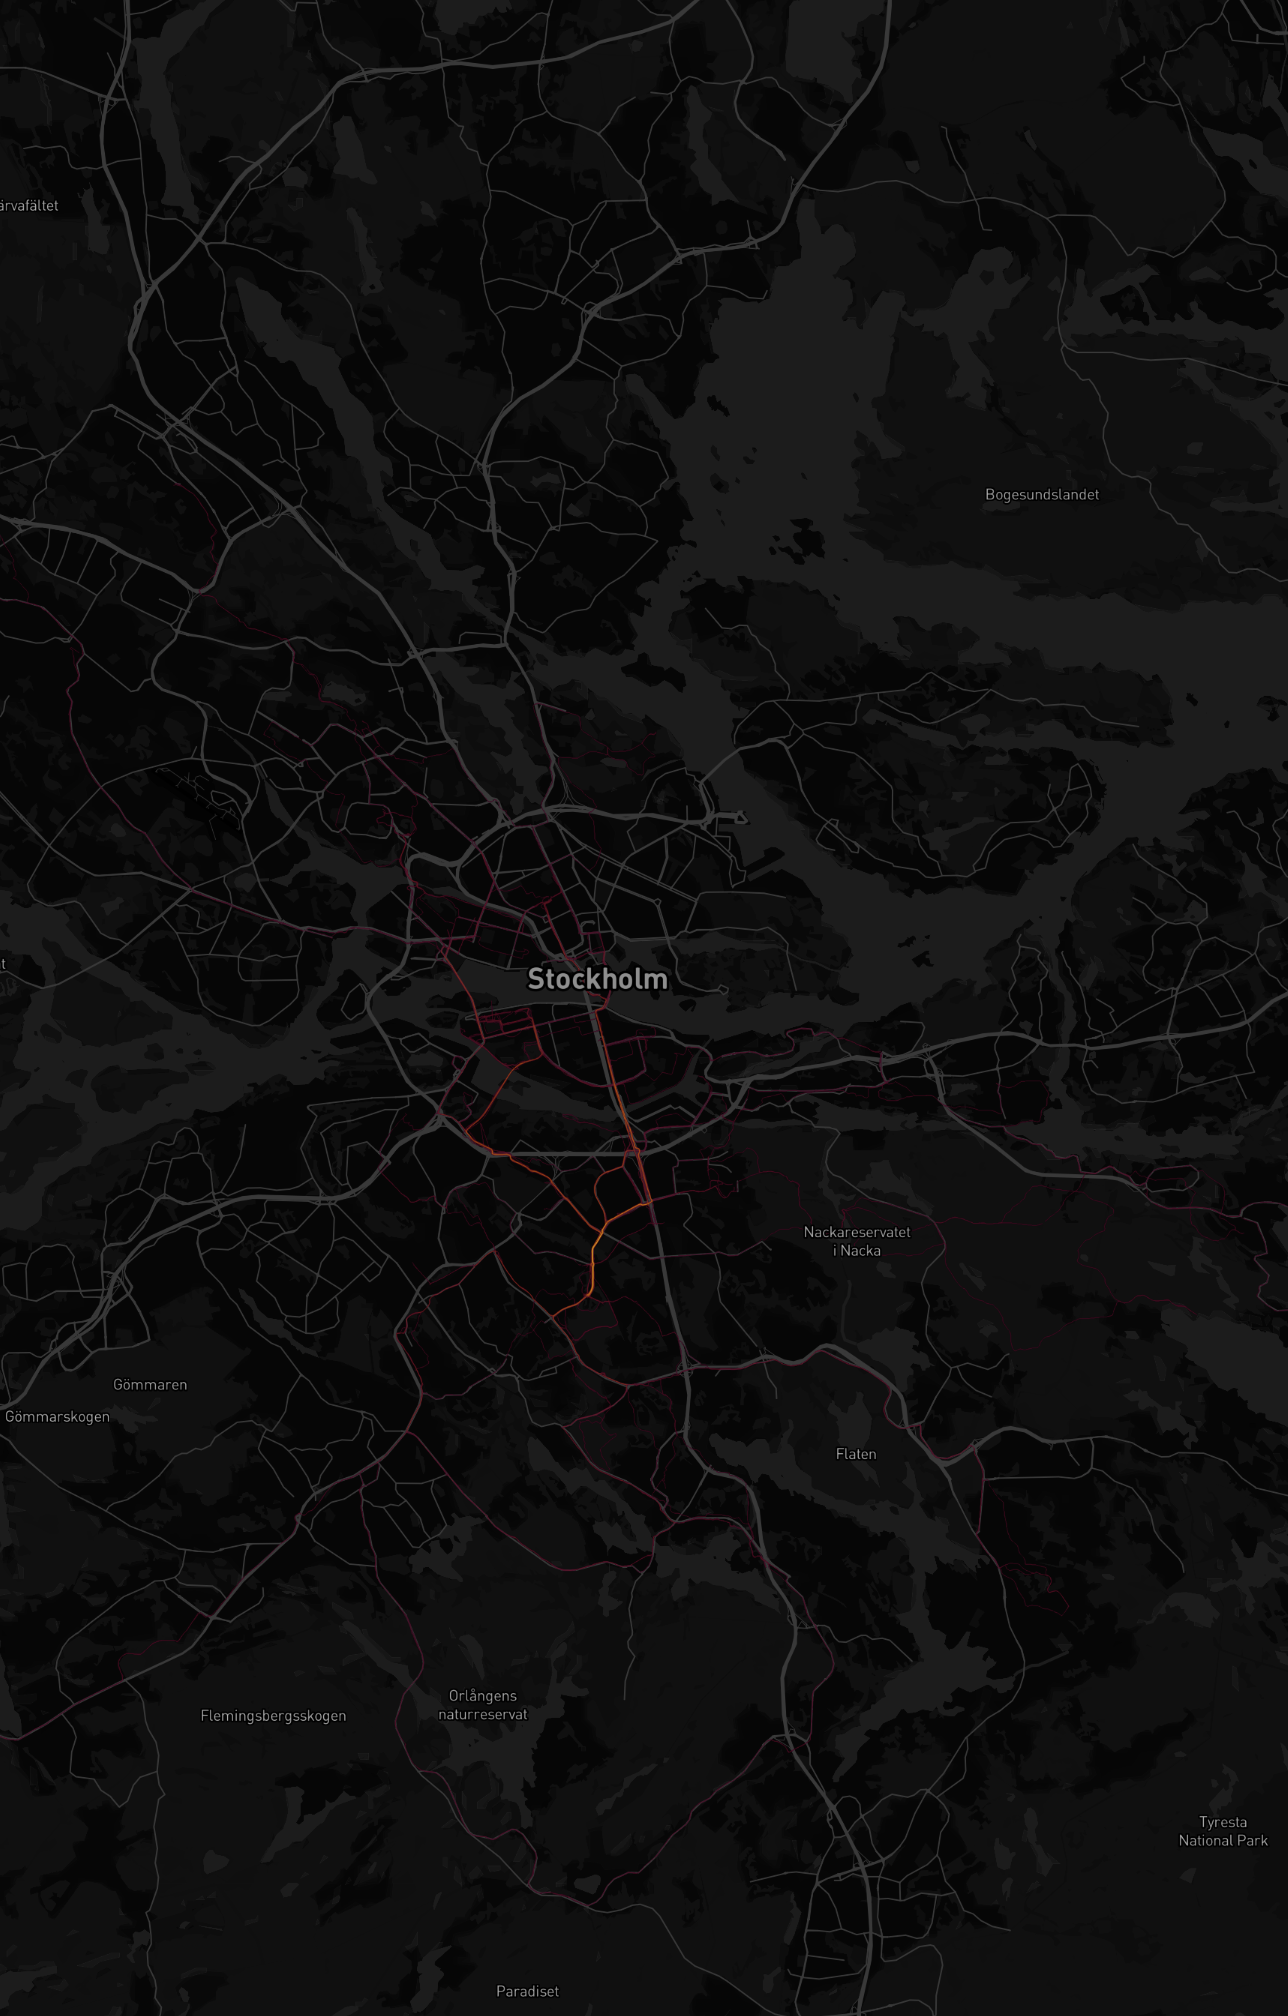 ärvafältet
Bogesundslandet
t
Stockholm
Nackareservatet
i Nacka
Gömmaren
Gömmarskogen
Flaten
Orlångens
naturreservat
Flemingsbergsskogen
Tyresta
National Park
Paradiset